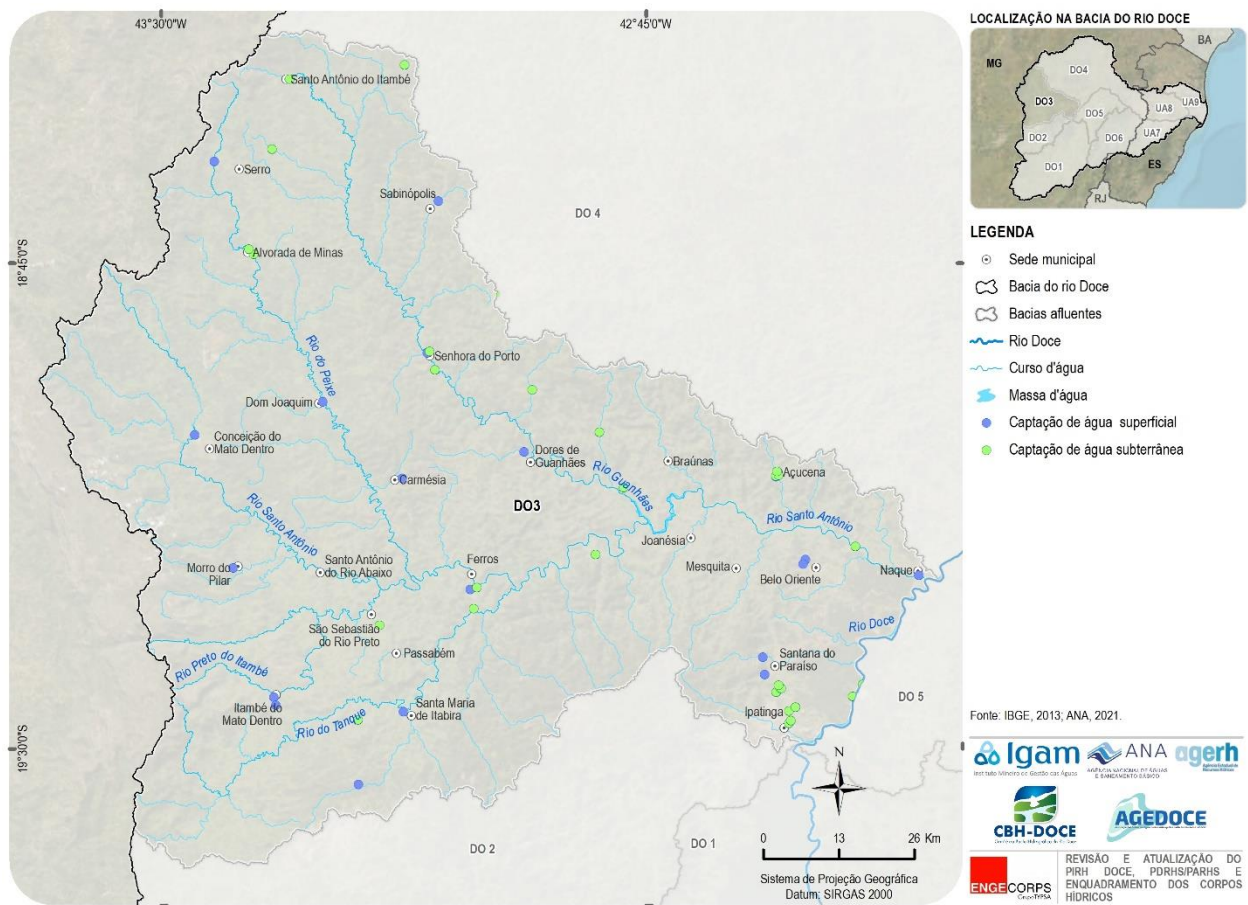 43°30'0"W
42°45'0"W
18°45'0"S
19°30'0"S
Santo Antônio do Itambé
Serro
Sabinópolis
DO 4
Alvorada de Minas
Rio do Peixe
Senhora do Porto
Dom Joaquim
Conceição do
Mato Dentro
Dores de
Guanhães
Rio Guanhães
Braúnas
Açucena
Carmésia
DO3
Rio Santo Antônio
Rio Santo Antônio
Joanésia
Morro do
Pilar
Santo Antônio
do Rio Abaixo
Ferros
Mesquita
Belo Oriente
Naque
São Sebastião
do Rio Preto
Rio Doce
Passabém
Santana do
Paraíso
Rio Preto do Itambé
Itambé do
Mato Dentro
Rio do Tanque
Santa Maria
de Itabira
Ipatinga
DO 5
DO 2
DO 1
N
0 13 26 Km
Sistema de Projeção Geográfica
Datum: SIRGAS 2000
LOCALIZAÇÃO NA BACIA DO RIO DOCE
BA
MG
DO4
DO3
DO5
UA8
UA9
DO2
DO6
UA7
DO1
ES
RJ
LEGENDA
Sede municipal
Bacia do rio Doce
Bacias afluentes
Rio Doce
Curso d'água
Massa d'água
Captação de água superficial
Captação de água subterrânea
Fonte: IBGE, 2013; ANA, 2021.
Igam
Instituto Mineiro de Gestão das Águas
ANA
AGÊNCIA NACIONAL DE ÁGUAS
E SANEAMENTO BÁSICO
agerh
CBH-DOCE
AGEDOCE
ENGECORPS
Grupo TYPSA
REVISÃO E ATUALIZAÇÃO DO
PIRH DOCE, PDRHS/PARHS E
ENQUADRAMENTO DOS CORPOS
HÍDRICOS